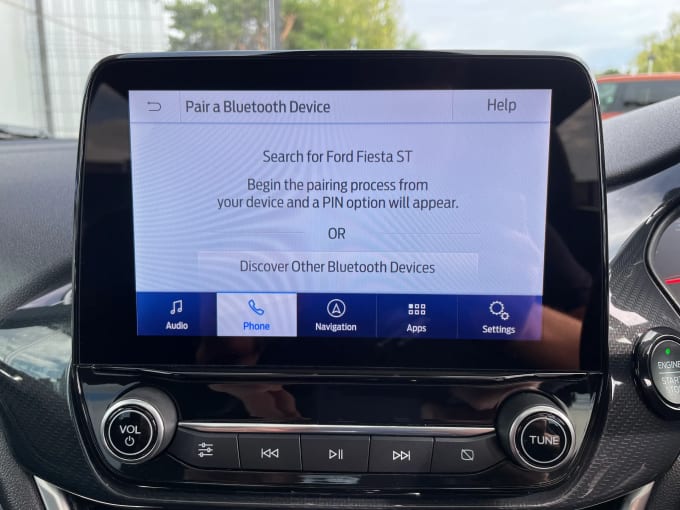 Pair a Bluetooth Device
Help
Search for Ford Fiesta ST
Begin the pairing process from
your device and a PIN option will appear.
OR
Discover Other Bluetooth Devices
Audio
Phone
Navigation
Apps
Settings
VOL
TUNE
ENGINE
START